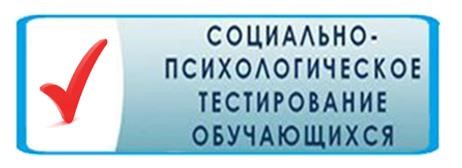 СОЦИАЛЬНО-
ПСИХОЛОГИЧЕСКОЕ
ТЕСТИРОВАНИЕ
ОБУЧАЮЩИХСЯ